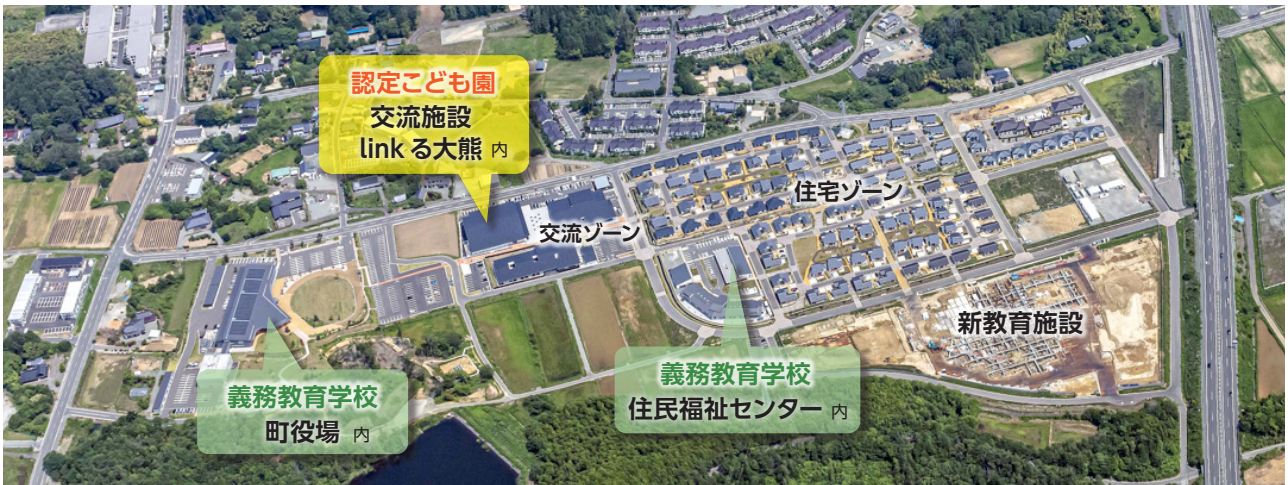 認定こども園
交流施設
linkる大熊 内
交流ゾーン
住宅ゾーン
新教育施設
義務教育学校
町役場 内
義務教育学校
住民福祉センター 内